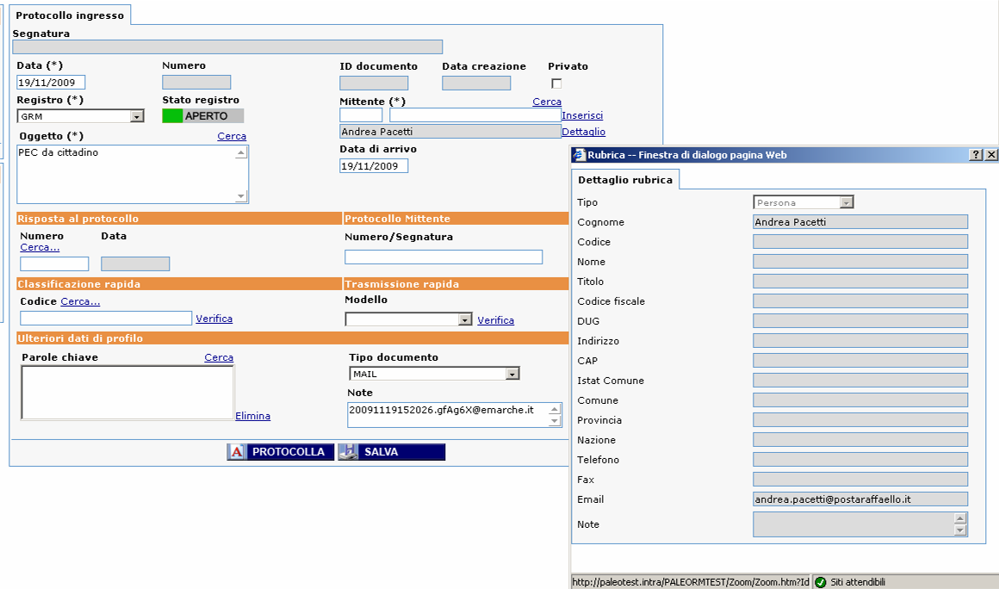 Protocollo ingresso
Segnatura
Data (*) Numero ID documento Data creazione Privato
19/11/2009
Registro (*) Stato registro Mittente (*) Cerca
GRM APERTO Inserisci
Andrea Pacetti Dettaglio
Oggetto (*) Cerca
PEC da cittadino
Data di arrivo
19/11/2009
Risposta al protocollo Protocollo Mittente
Numero Data Numero/Segnatura
Cerca...
Classificazione rapida Trasmissione rapida
Codice Cerca... Modello
Verifica Verifica
Ulteriori dati di profilo
Parole chiave Cerca Tipo documento
MAIL
Note
20091119152026.gfAg6X@emarche.it
Elimina
A PROTOCOLLA SALVA
Rubrica -- Finestra di dialogo pagina Web
Dettaglio rubrica
Tipo Persona
Cognome Andrea Pacetti
Codice
Nome
Titolo
Codice fiscale
DUG
Indirizzo
CAP
Istat Comune
Comune
Provincia
Nazione
Telefono
Fax
Email andrea.pacetti@postaraffaello.it
Note
http://paleotest.intra/PALEORMTEST/Zoom/Zoom.htm?Id Siti attendibili